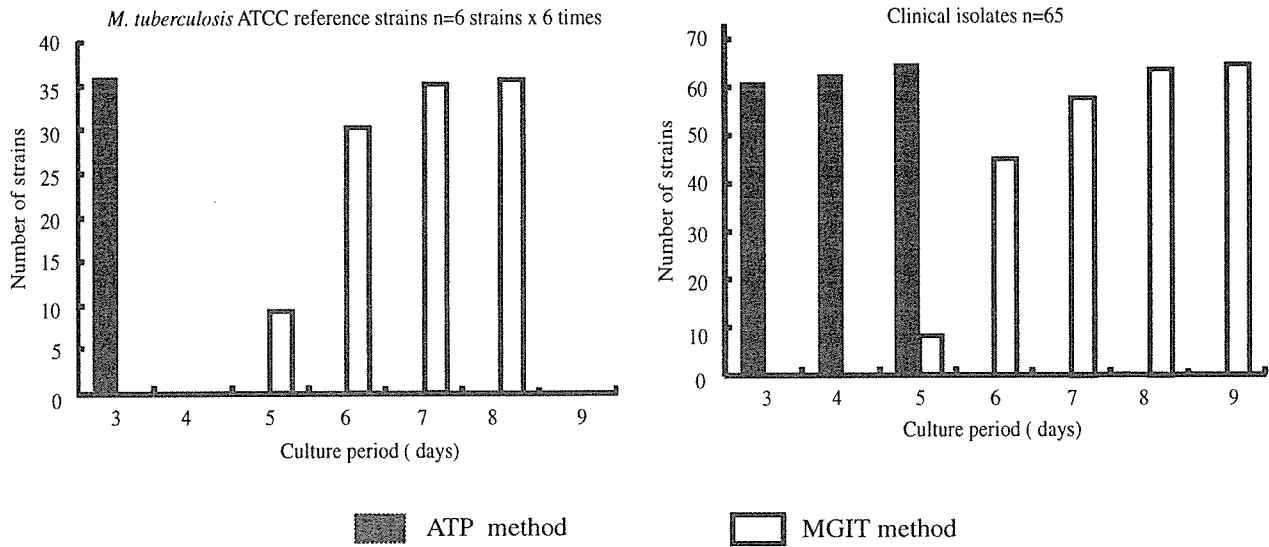 M. tuberculosis ATCC reference strains n=6 strains x 6 times
Number of strains
40
35
30
25
20
15
10
5
0
3 4 5 6 7 8 9
Culture period ( days)
Clinical isolates n=65
Number of strains
70
60
50
40
30
20
10
0
3 4 5 6 7 8 9
Culture period ( days)
ATP method
MGIT method